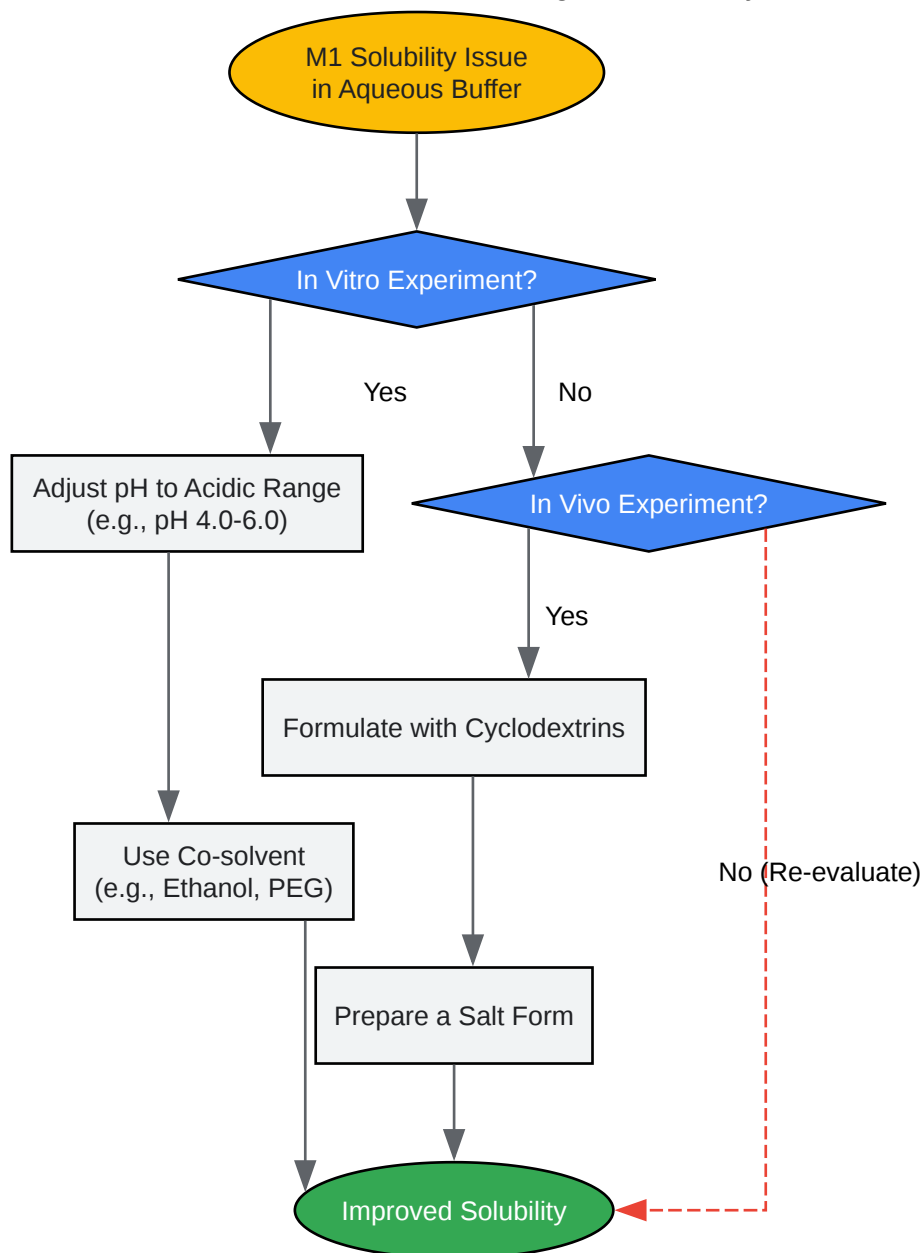 M1 Solubility Issue
in Aqueous Buffer
In Vitro Experiment?
Yes
No
Adjust pH to Acidic Range
(e.g., pH 4.0-6.0)
In Vivo Experiment?
Yes
Formulate with Cyclodextrins
Use Co-solvent
(e.g., Ethanol, PEG)
No (Re-evaluate)
Prepare a Salt Form
Improved Solubility